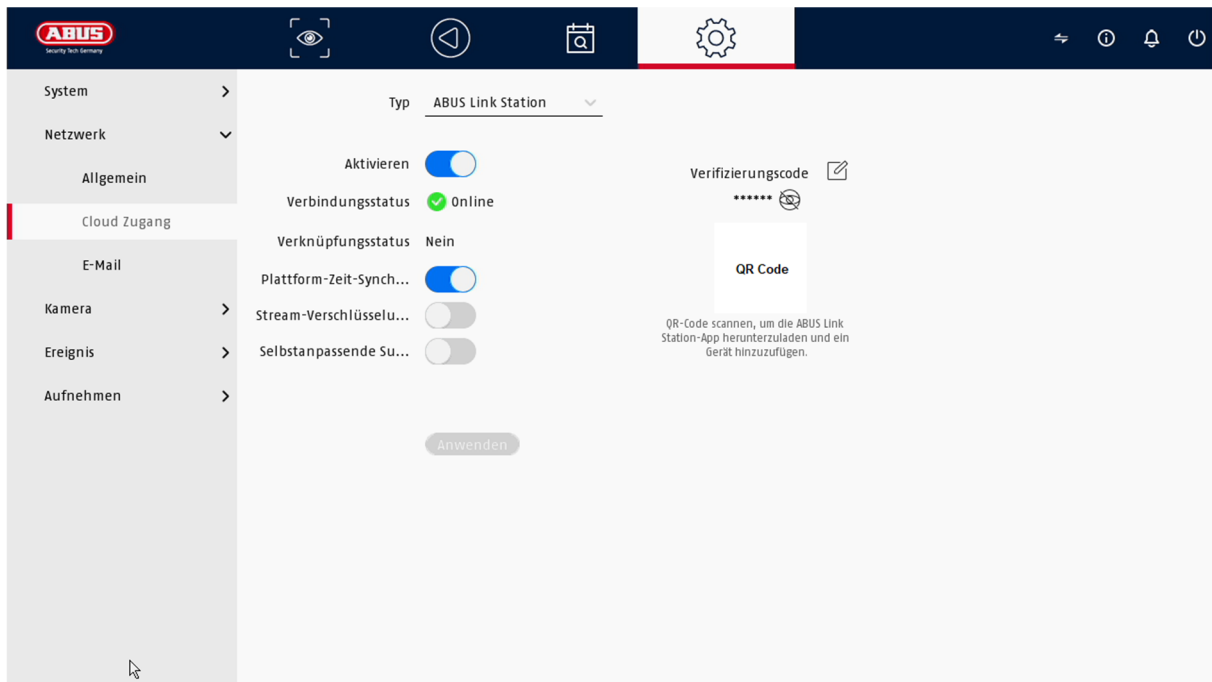 ABUS
Security Tech Germany
System
Netzwerk
Allgemein
Cloud Zugang
E-Mail
Kamera
Ereignis
Aufnehmen
Typ ABUS Link Station
Aktivieren
Verbindungsstatus Online
Verknüpfungsstatus Nein
Plattform-Zeit-Synch...
Stream-Verschlüsselu...
Selbstanpassende Su...
Anwenden
Verifizierungscode
******
QR Code
QR-Code scannen, um die ABUS Link
Station-App herunterzuladen und ein
Gerät hinzuzufügen.